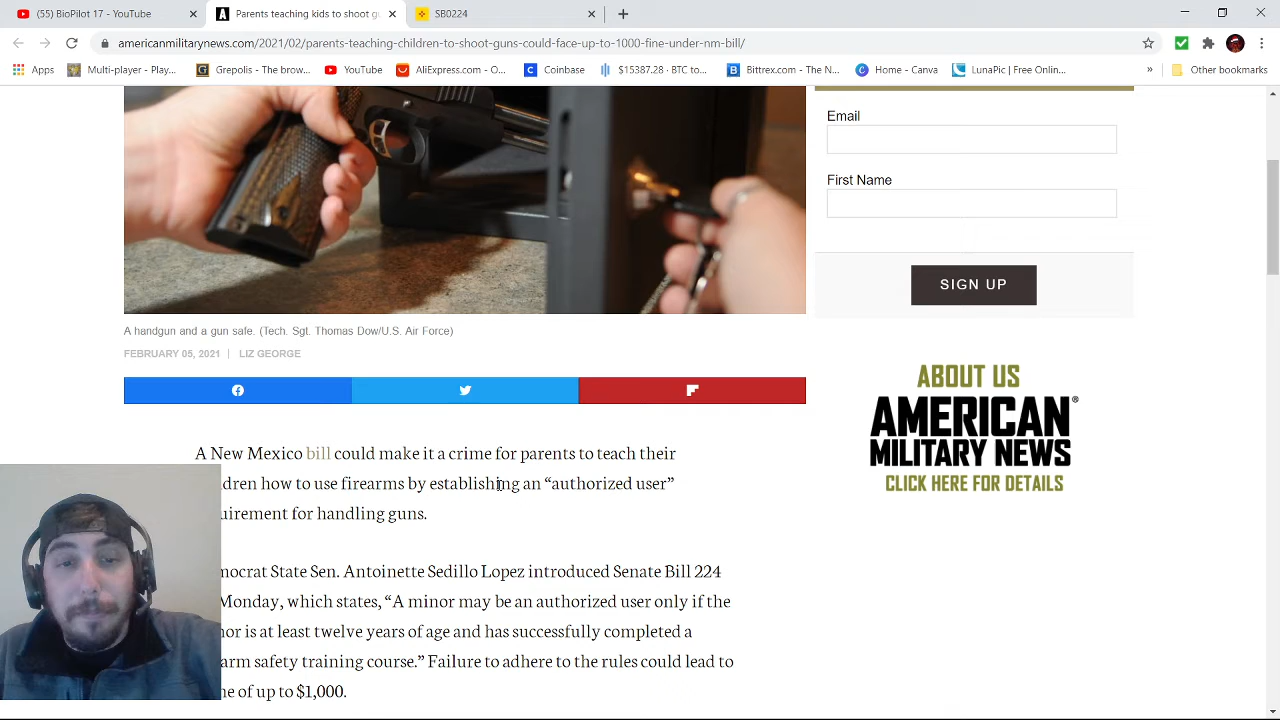 (55) BioPilot 17 - YouTube
Parents teaching kids to shoot gu
SB0224
americanmilitarynews.com/2021/02/parents-teaching-children-to-shoot-guns-could-face-up-to-1000-fine-under-nm-bill/
Apps
Multi-player - Play...
Grepolis - The brow...
YouTube
AliExpress.com - O...
Coinbase
$15387.28 - BTC to...
Bittrex.com - The N...
Home - Canva
LunaPic | Free Onlin...
»
Other bookmarks
Email
First Name
SIGN UP
A handgun and a gun safe. (Tech. Sgt. Thomas Dow/U.S. Air Force)
FEBRUARY 05, 2021 | LIZ GEORGE
ABOUT US
AMERICAN®
MILITARY NEWS
CLICK HERE FOR DETAILS
A New Mexico bill could make it a crime for parents to teach their
dren how to use firearms by establishing an “authorized user”
uirement for handling guns.
mocrat State Sen. Antoinette Sedillo Lopez introduced Senate Bill 224
Monday, which states, “A minor may be an authorized user only if the
or is at least twelve years of age and has successfully completed a
arm safety training course.” Failure to adhere to the rules could lead to
ne of up to $1,000.